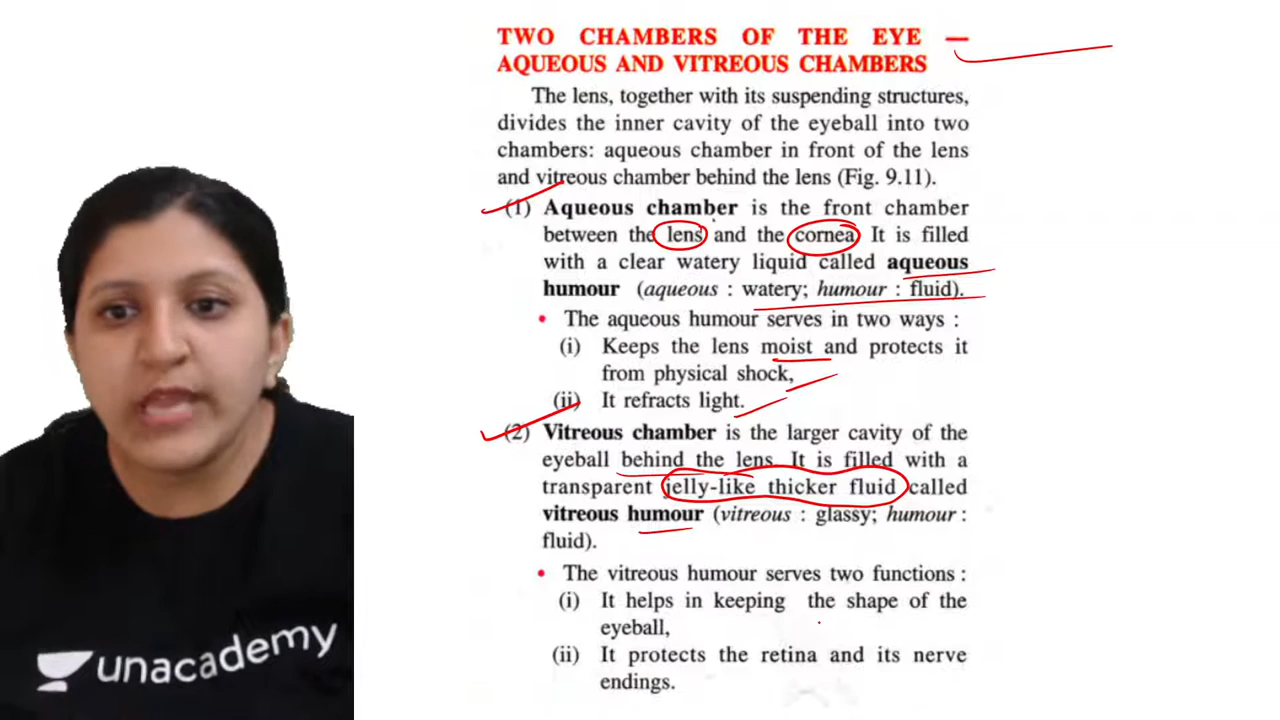 TWO CHAMBERS OF THE EYE —
AQUEOUS AND VITREOUS CHAMBERS
The lens, together with its suspending structures,
divides the inner cavity of the eyeball into two
chambers: aqueous chamber in front of the lens
and vitreous chamber behind the lens (Fig. 9.11).
(1) Aqueous chamber is the front chamber
between the lens and the cornea. It is filled
with a clear watery liquid called aqueous
humour (aqueous : watery; humour : fluid).
• The aqueous humour serves in two ways :
(i) Keeps the lens moist and protects it
from physical shock,
(ii) It refracts light.
(2) Vitreous chamber is the larger cavity of the
eyeball behind the lens. It is filled with a
transparent jelly-like thicker fluid called
vitreous humour (vitreous : glassy; humour :
fluid).
• The vitreous humour serves two functions :
(i) It helps in keeping the shape of the
eyeball,
(ii) It protects the retina and its nerve
endings.
unacademy